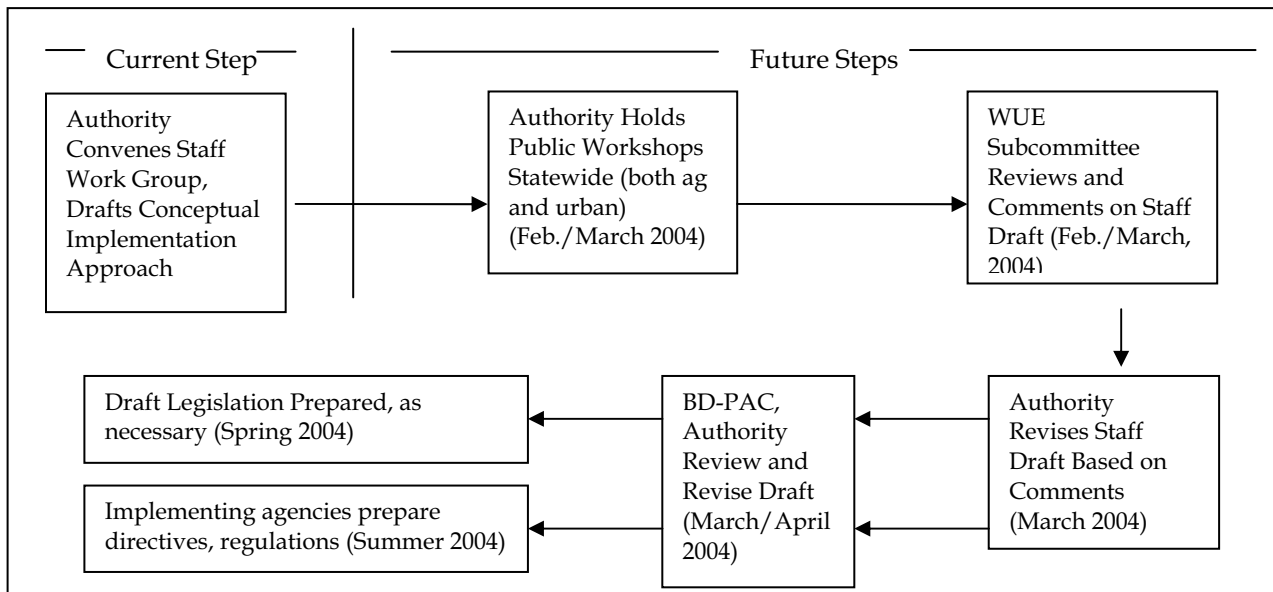 Current Step
Future Steps
Authority
Convenes Staff
Work Group,
Drafts Conceptual
Implementation
Approach
Authority Holds
Public Workshops
Statewide (both ag
and urban)
(Feb./March 2004)
WUE
Subcommittee
Reviews and
Comments on Staff
Draft (Feb./March,
2004)
Authority
Revises Staff
Draft Based on
Comments
(March 2004)
BD-PAC,
Authority
Review and
Revise Draft
(March/April
2004)
Draft Legislation Prepared, as
necessary (Spring 2004)
Implementing agencies prepare
directives, regulations (Summer 2004)